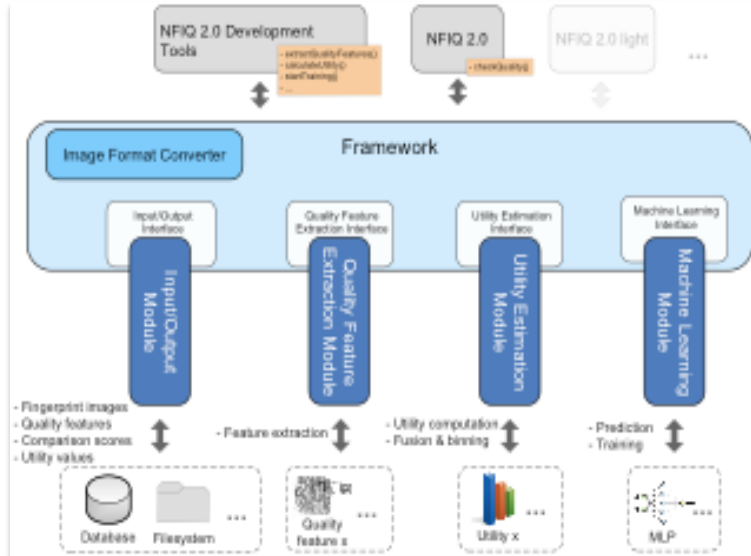 NFIQ 2.0 Development
Tools
- extractQualityFeatures()
- calculateUtility()
- startTraining()
- ...
NFIQ 2.0
- checkQuality()
NFIQ 2.0 light
...
Image Format Converter
Framework
Input/Output
Interface
Quality Feature
Extraction Interface
Utility Estimation
Interface
Machine Learning
Interface
Input/Output
Module
Quality Feature
Extraction Module
Utility Estimation
Module
Machine Learning
Module
- Fingerprint images
- Quality features
- Comparison scores
- Utility values
- Feature extraction
- Utility computation
- Fusion & binning
- Prediction
- Training
Database
Filesystem
...
Quality
feature x
...
Utility x
...
MLP
...